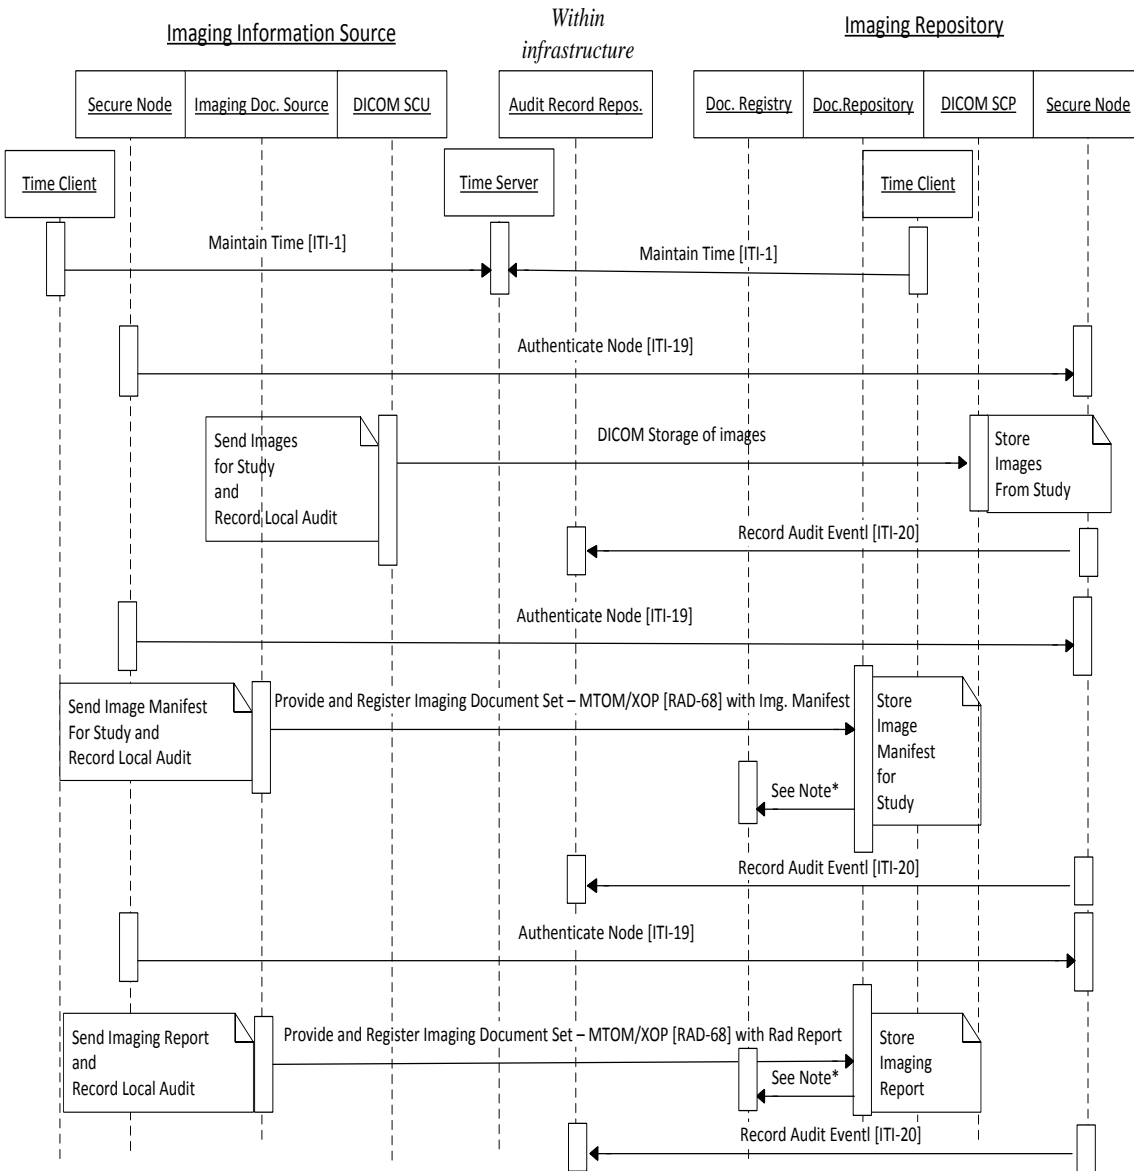 Imaging Information Source
Within
infrastructure
Imaging Repository
Secure Node
Imaging Doc. Source
DICOM SCU
Audit Record Repos.
Doc. Registry
Doc.Repository
DICOM SCP
Secure Node
Time Client
Time Server
Time Client
Maintain Time [ITI-1]
Maintain Time [ITI-1]
Authenticate Node [ITI-19]
Send Images
for Study
and
Record Local Audit
DICOM Storage of images
Store
Images
From Study
Record Audit Eventl [ITI-20]
Authenticate Node [ITI-19]
Send Image Manifest
For Study and
Record Local Audit
Provide and Register Imaging Document Set – MTOM/XOP [RAD-68] with Img. Manifest
Store
Image
Manifest
for
Study
See Note*
Record Audit Eventl [ITI-20]
Authenticate Node [ITI-19]
Send Imaging Report
and
Record Local Audit
Provide and Register Imaging Document Set – MTOM/XOP [RAD-68] with Rad Report
Store
Imaging
Report
See Note*
Record Audit Eventl [ITI-20]